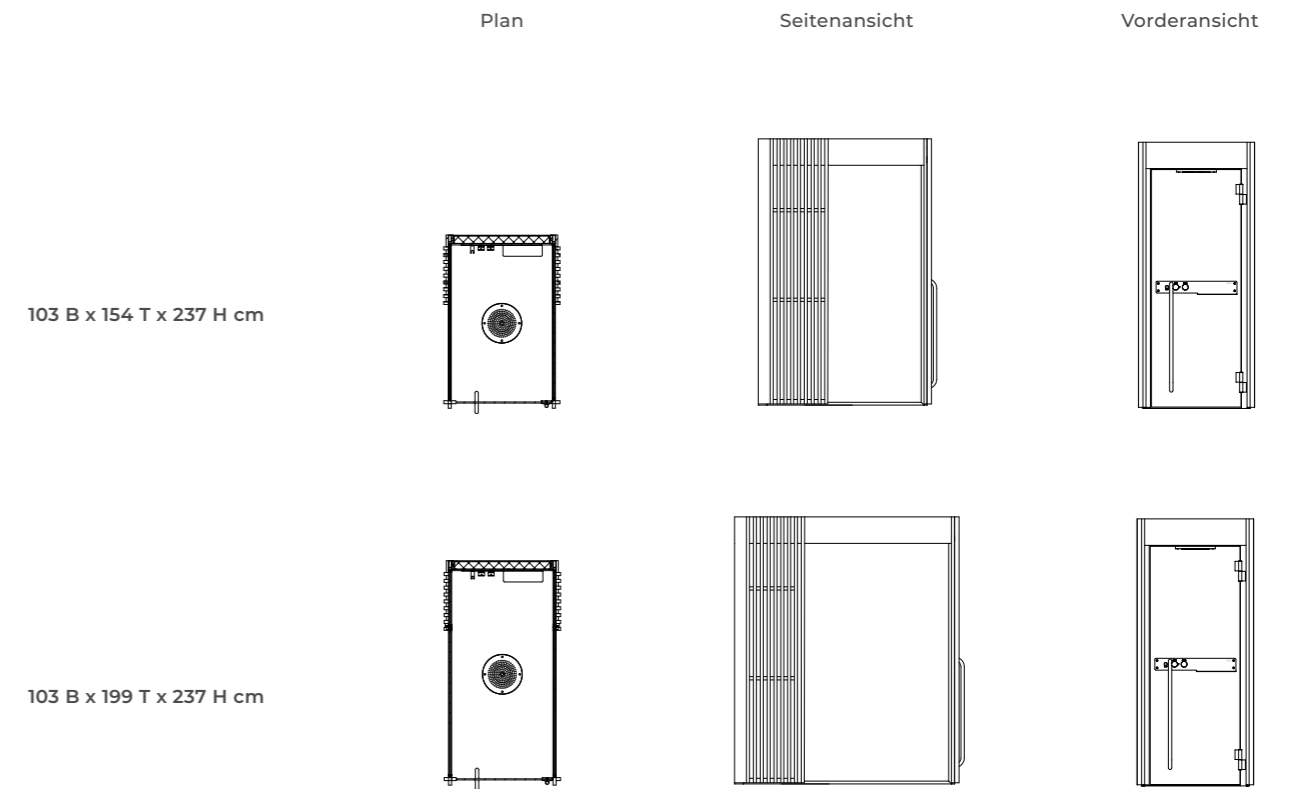 Plan
Seitenansicht
Vorderansicht
103 B x 154 T x 237 H cm
103 B x 199 T x 237 H cm